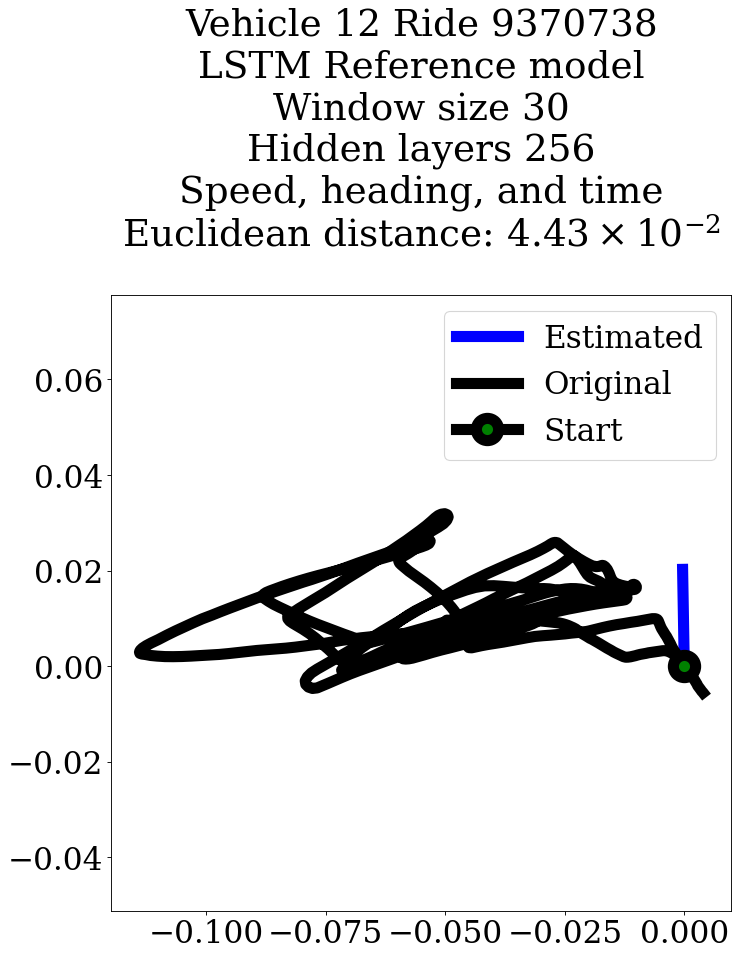 Vehicle 12 Ride 9370738
LSTM Reference model
Window size 30
Hidden layers 256
Speed, heading, and time
Euclidean distance: 4.43 × 10⁻²
Estimated
Original
Start
0.06
0.04
0.02
0.00
−0.02
−0.04
−0.100 −0.075 −0.050 −0.025 0.000